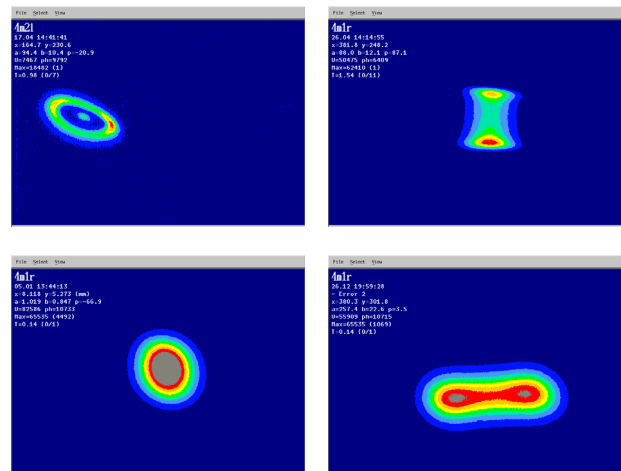 File Select View
4m2l
17.04 14:41:41
x=164.7 y=230.6
a=94.4 b=10.4 p=-20.9
U=7467 ph=9792
Max=18482 (1)
T=0.98 (0/7)
File Select View
4m1r
26.04 14:14:55
x=381.8 y=248.2
a=88.0 b=12.1 p=87.1
U=50475 ph=6409
Max=62410 (1)
T=1.54 (0/11)
File Select View
4m1r
05.01 13:44:13
x=8.118 y=5.273 (mm)
a=1.019 b=0.847 p=-66.9
U=82586 ph=10733
Max=65535 (4492)
T=0.14 (0/1)
File Select View
4m1r
26.12 19:59:28
- Error 2
x=380.3 y=301.8
a=257.4 b=22.6 p=3.5
U=55909 ph=10715
Max=65535 (1069)
T=0.14 (0/1)